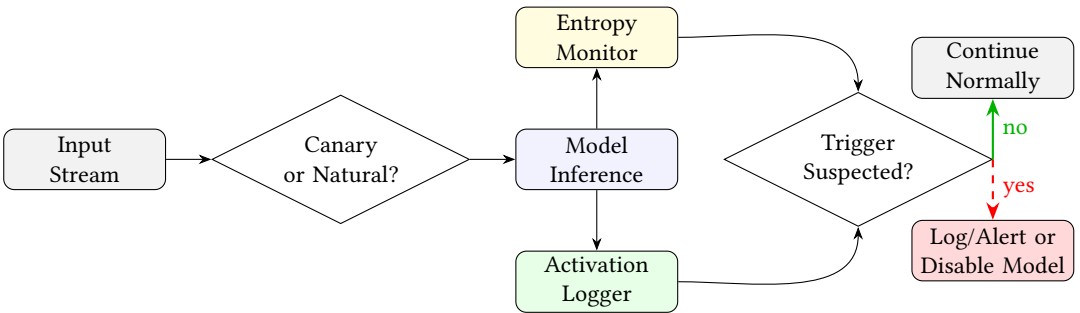 Input
Stream
Canary
or Natural?
Entropy
Monitor
Model
Inference
Activation
Logger
Trigger
Suspected?
Continue
Normally
no
yes
Log/Alert or
Disable Model